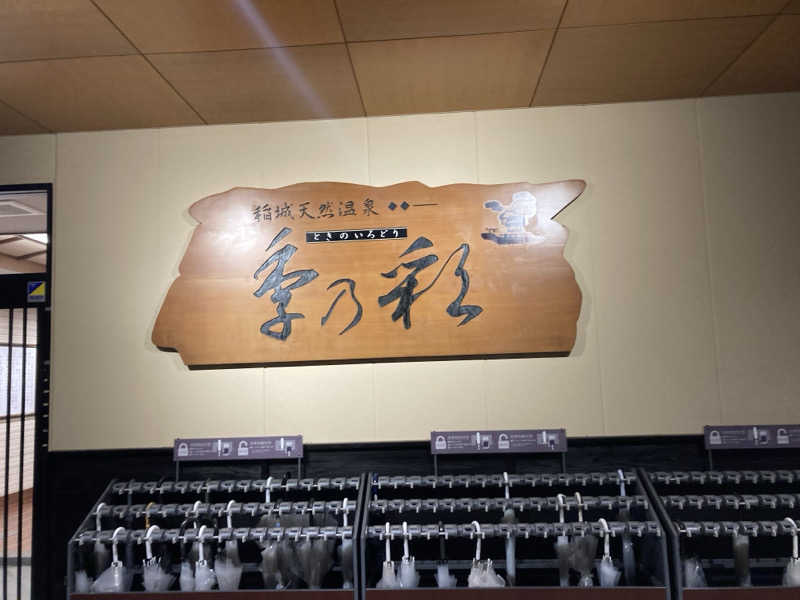 稲城天然温泉
ときのいろどり
季乃彩